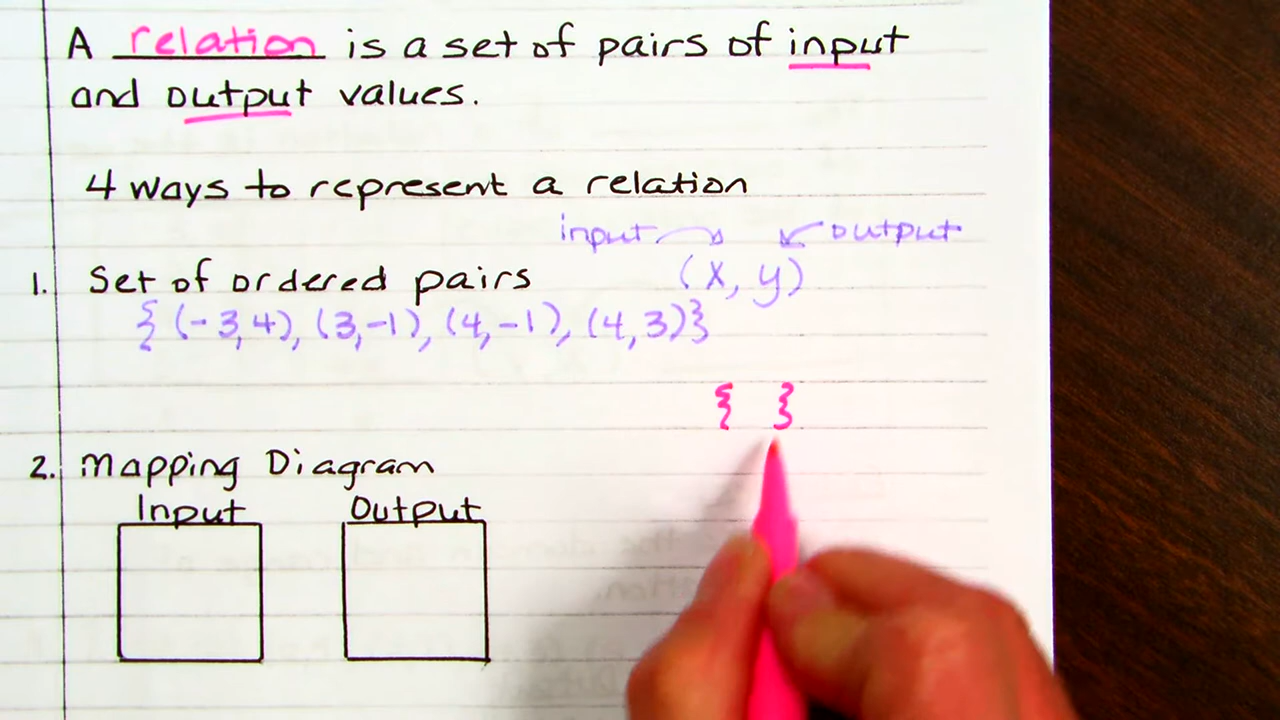 A relation is a set of pairs of input
and output values.
4 ways to represent a relation
input output
1. Set of ordered pairs (x, y)
{(-3,4), (3,-1), (4,-1), (4,3)}
{ }
2. Mapping Diagram
Input Output